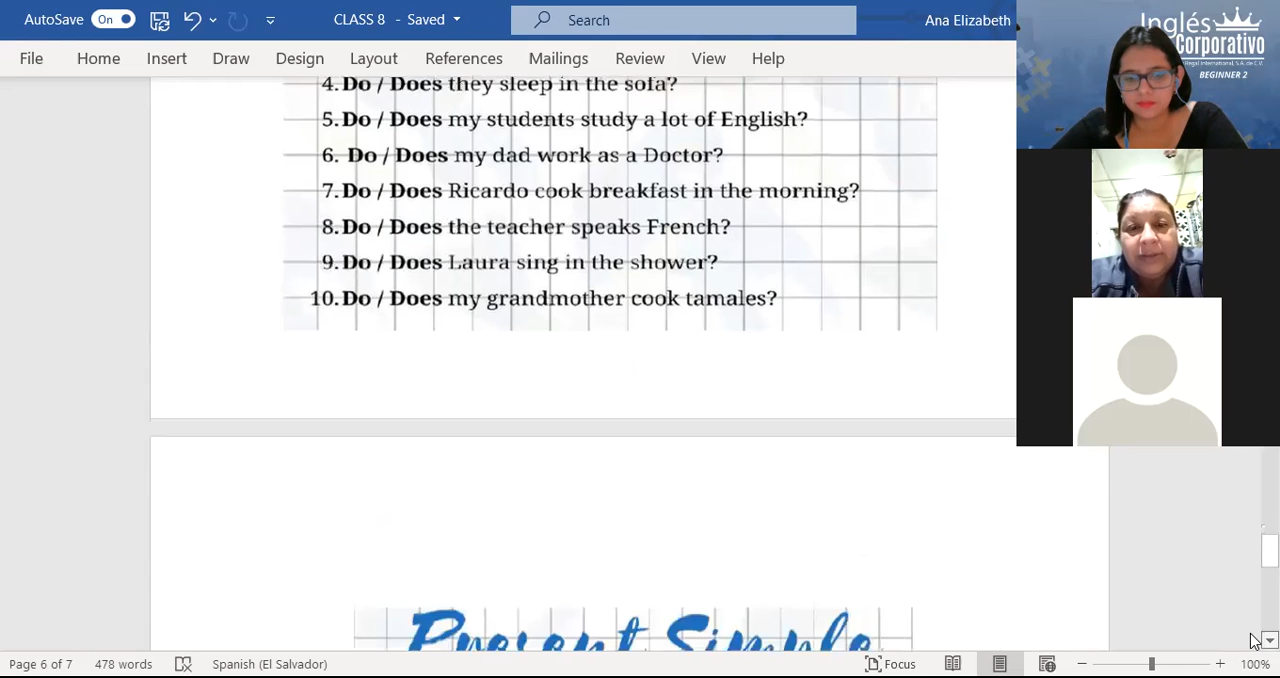 AutoSave On CLASS 8 - Saved Search Ana Elizabeth
File Home Insert Draw Design Layout References Mailings Review View Help
Inglés
Corporativo
Regal International, S.A. de C.V.
BEGINNER 2
4. Do / Does they sleep in the sofa?
5. Do / Does my students study a lot of English?
6. Do / Does my dad work as a Doctor?
7. Do / Does Ricardo cook breakfast in the morning?
8. Do / Does the teacher speaks French?
9. Do / Does Laura sing in the shower?
10. Do / Does my grandmother cook tamales?
Present Simple
Page 6 of 7 478 words Spanish (El Salvador) Focus 100%